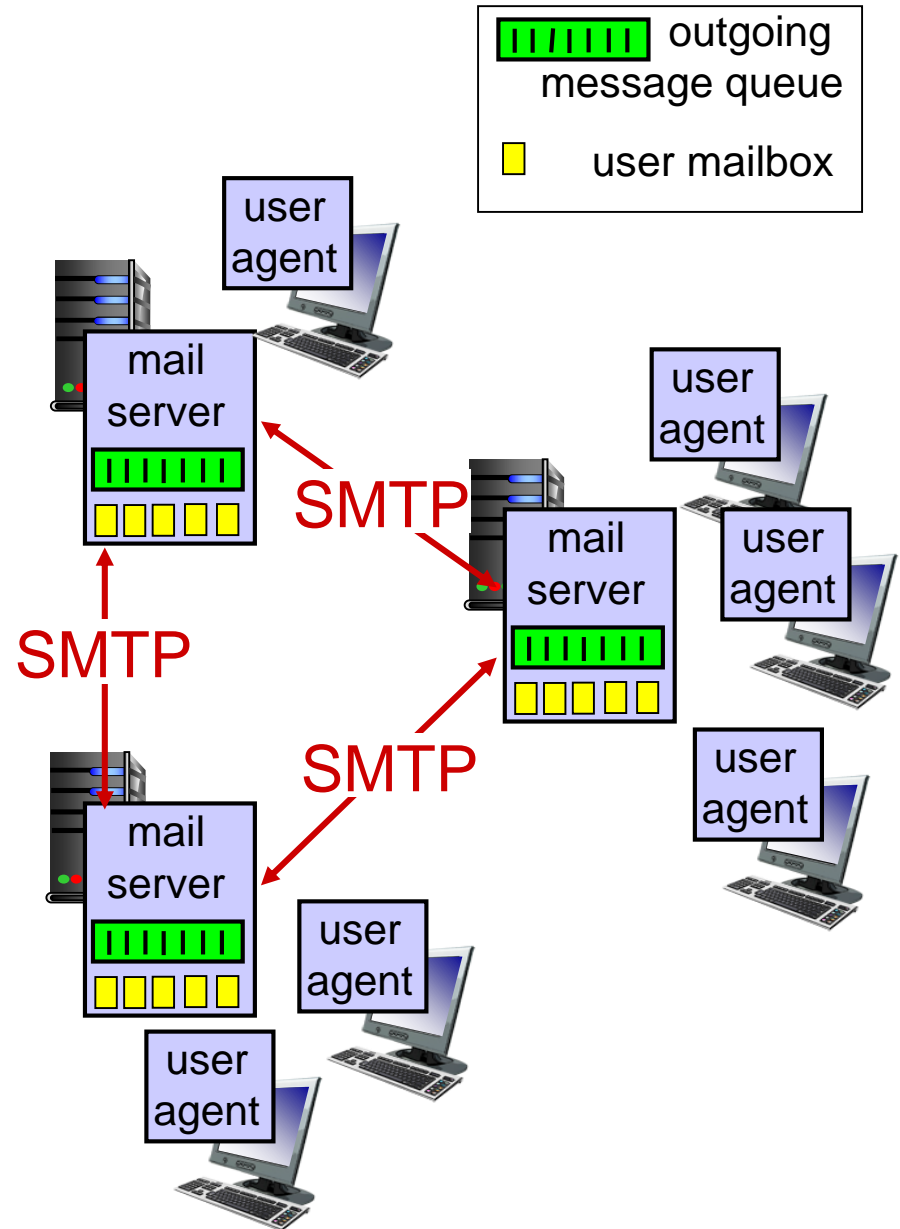 outgoing
message queue
user mailbox
user
agent
mail
server
SMTP
user
agent
mail
server
user
agent
SMTP
SMTP
user
agent
mail
server
user
agent
user
agent